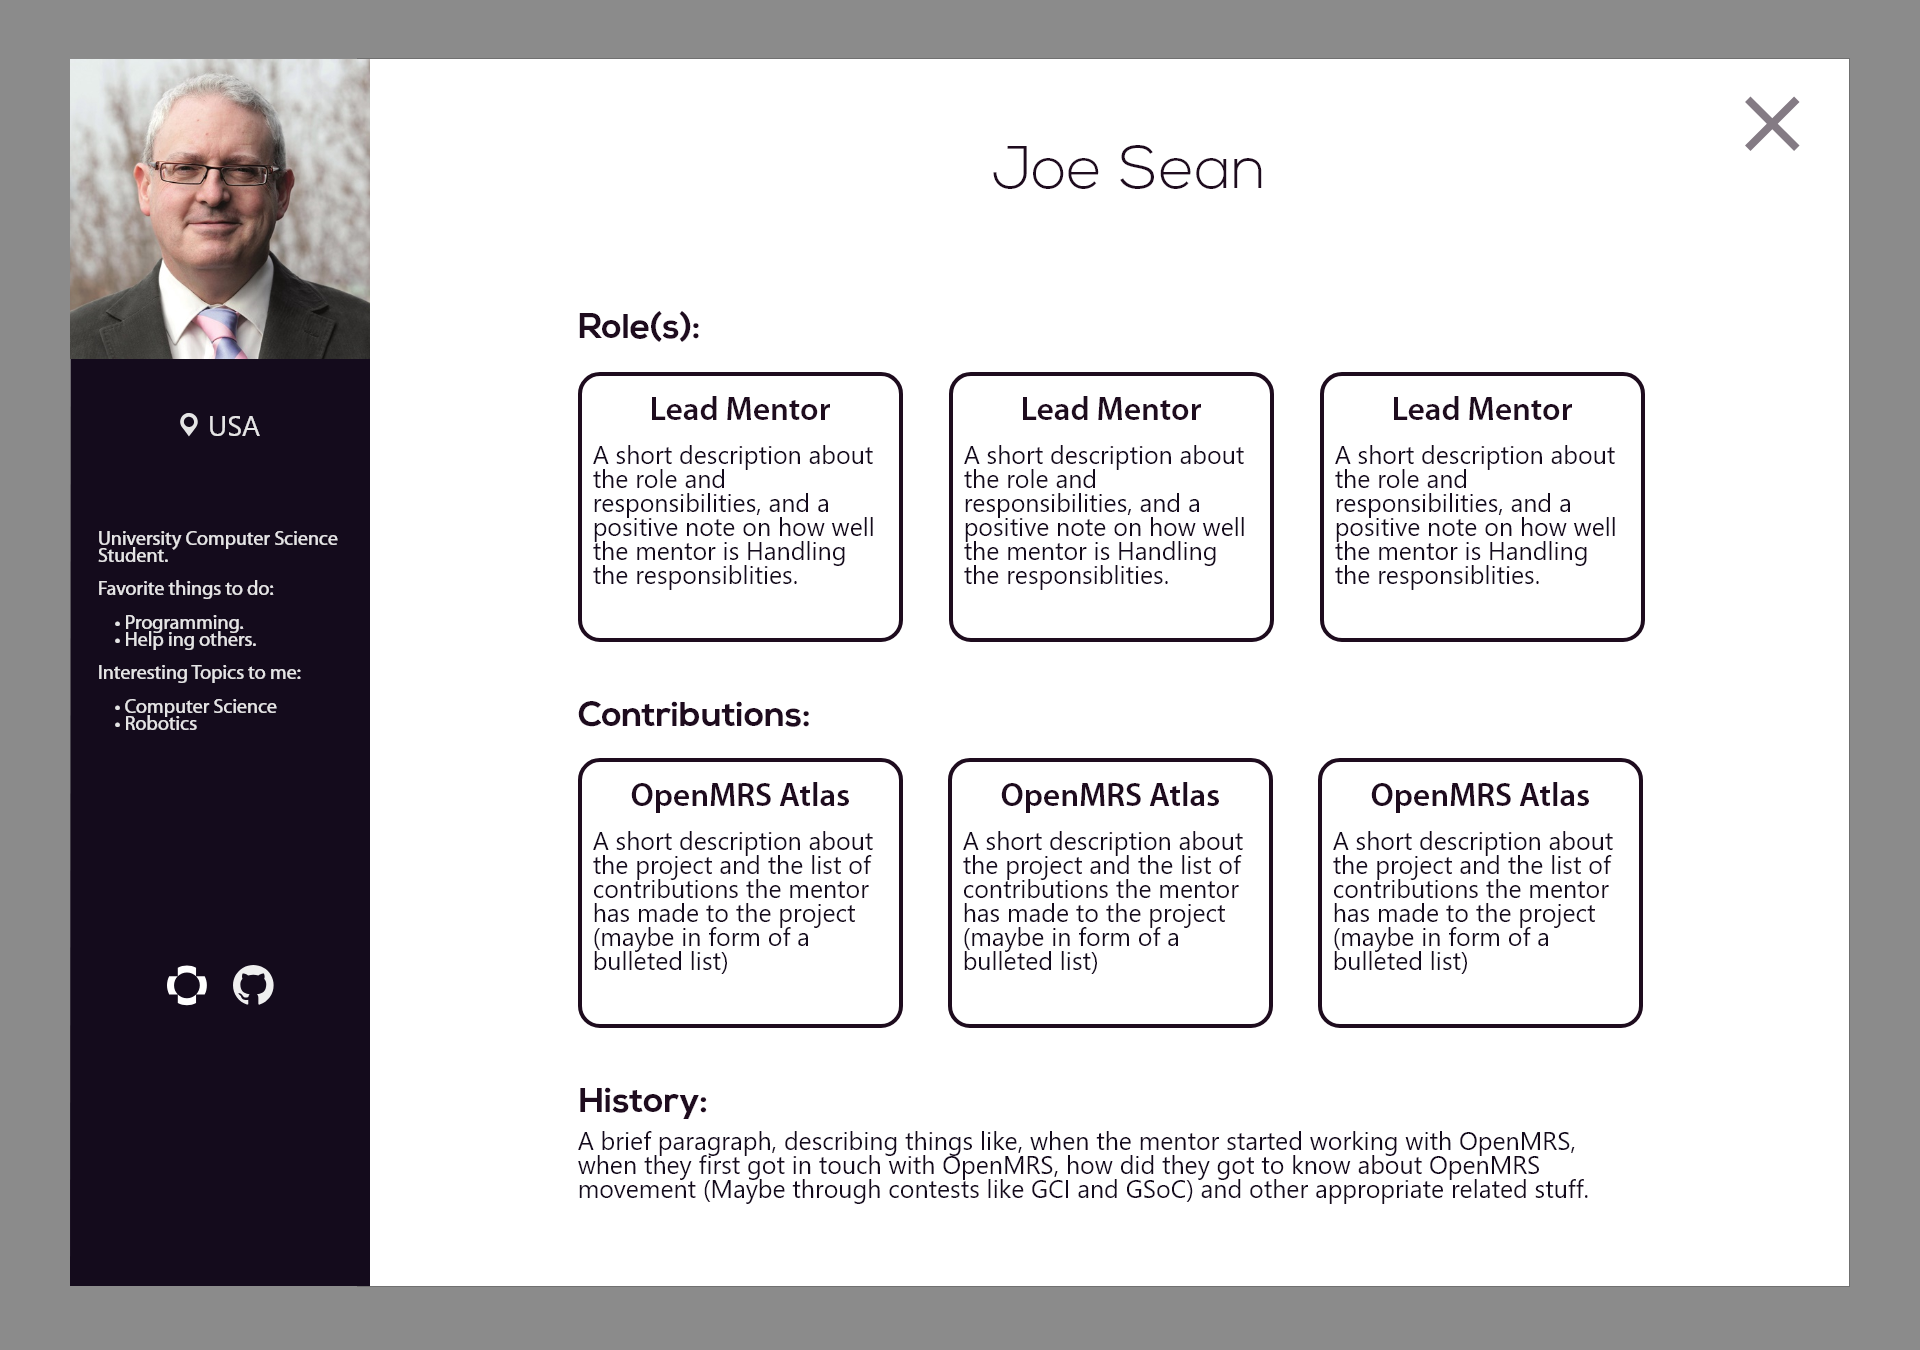 Joe Sean
USA
University Computer Science
Student.
Favorite things to do:
• Programming.
• Help ing others.
Interesting Topics to me:
• Computer Science
• Robotics
Role(s):
Lead Mentor
A short description about
the role and
responsibilities, and a
positive note on how well
the mentor is Handling
the responsiblities.
Lead Mentor
A short description about
the role and
responsibilities, and a
positive note on how well
the mentor is Handling
the responsiblities.
Lead Mentor
A short description about
the role and
responsibilities, and a
positive note on how well
the mentor is Handling
the responsiblities.
Contributions:
OpenMRS Atlas
A short description about
the project and the list of
contributions the mentor
has made to the project
(maybe in form of a
bulleted list)
OpenMRS Atlas
A short description about
the project and the list of
contributions the mentor
has made to the project
(maybe in form of a
bulleted list)
OpenMRS Atlas
A short description about
the project and the list of
contributions the mentor
has made to the project
(maybe in form of a
bulleted list)
History:
A brief paragraph, describing things like, when the mentor started working with OpenMRS,
when they first got in touch with OpenMRS, how did they got to know about OpenMRS
movement (Maybe through contests like GCI and GSoC) and other appropriate related stuff.